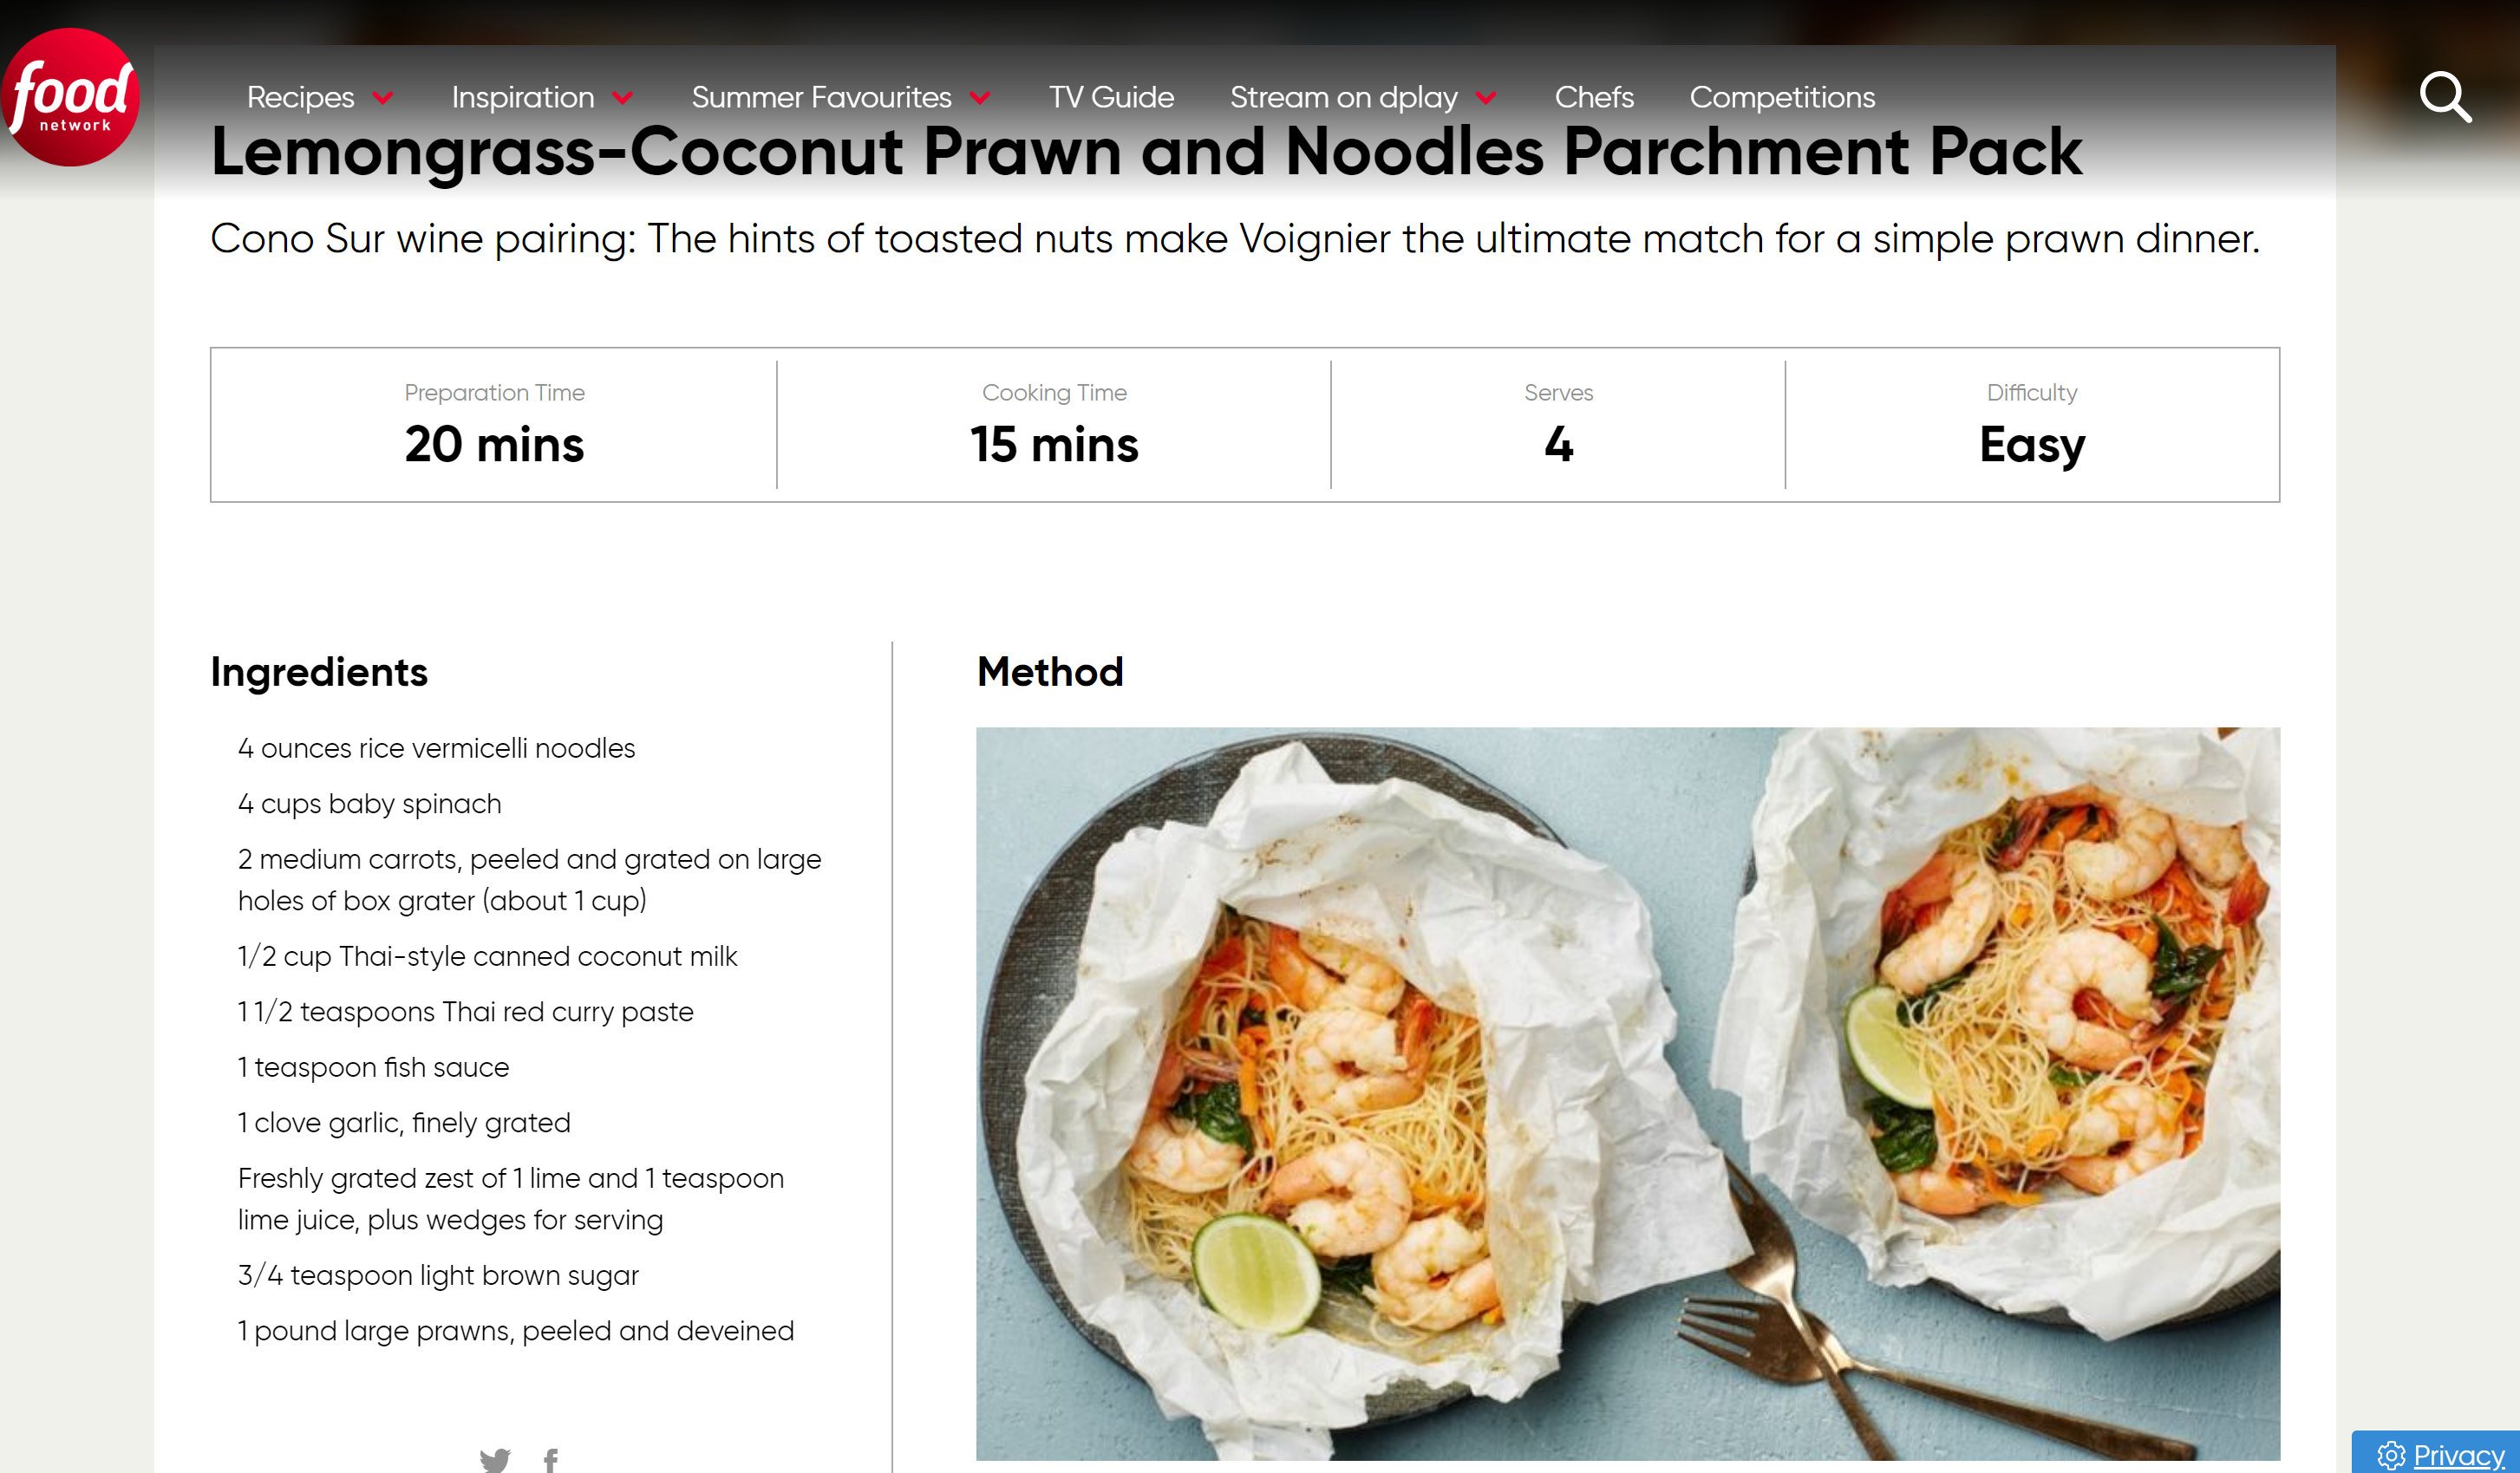 food
network
Recipes
Inspiration
Summer Favourites
TV Guide
Stream on dplay
Chefs
Competitions
Lemongrass-Coconut Prawn and Noodles Parchment Pack
Cono Sur wine pairing: The hints of toasted nuts make Voignier the ultimate match for a simple prawn dinner.
Preparation Time
20 mins
Cooking Time
15 mins
Serves
4
Difficulty
Easy
Ingredients
4 ounces rice vermicelli noodles
4 cups baby spinach
2 medium carrots, peeled and grated on large
holes of box grater (about 1 cup)
1/2 cup Thai-style canned coconut milk
1 1/2 teaspoons Thai red curry paste
1 teaspoon fish sauce
1 clove garlic, finely grated
Freshly grated zest of 1 lime and 1 teaspoon
lime juice, plus wedges for serving
3/4 teaspoon light brown sugar
1 pound large prawns, peeled and deveined
Method
Privacy